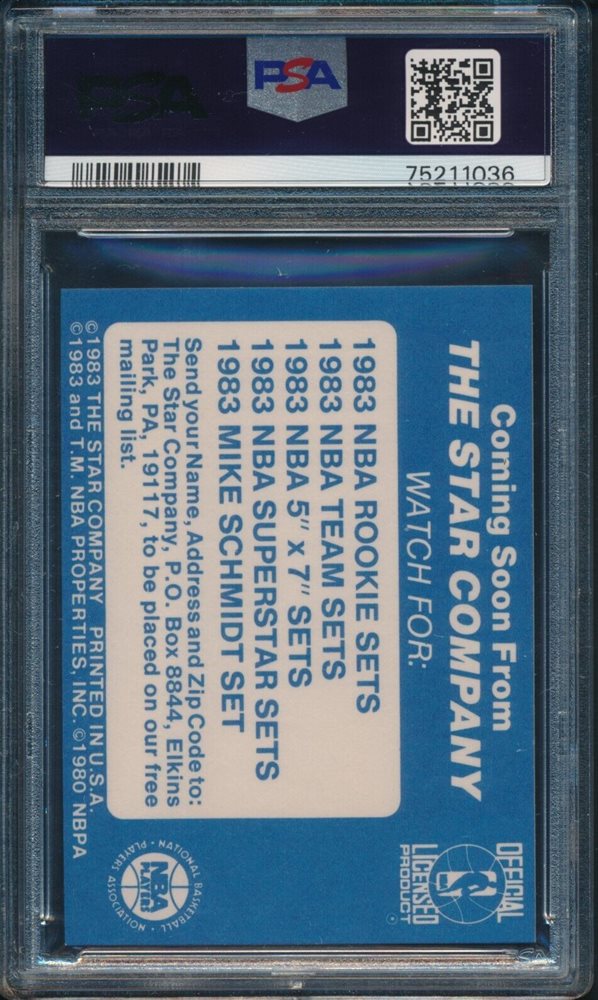 PSA
PSA
75211036
Coming Soon From
THE STAR COMPANY
WATCH FOR:
1983 NBA ROOKIE SETS
1983 NBA TEAM SETS
1983 NBA 5" x 7" SETS
1983 NBA SUPERSTAR SETS
1983 MIKE SCHMIDT SET
Send your Name, Address and Zip Code to:
The Star Company, P.O. Box 8844, Elkins
Park, PA, 19117, to be placed on our free
mailing list.
©1983 THE STAR COMPANY PRINTED IN U.S.A.
©1983 and T.M. NBA PROPERTIES, INC. ©1980 NBPA
OFFICIAL
LICENSED
PRODUCT
NATIONAL BASKETBALL
• PLAYERS • ASSOCIATION •
NBA
PLAYERS